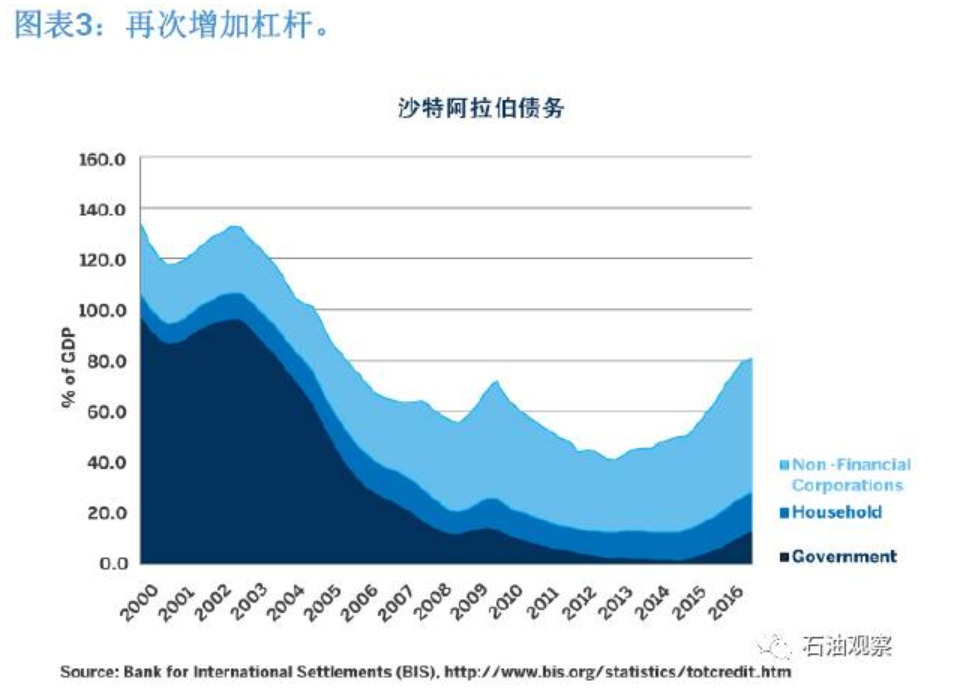 图表3：再次增加杠杆。
沙特阿拉伯债务
160.0
140.0
120.0
100.0
80.0
60.0
40.0
20.0
0.0
% of GDP
2000
2001
2002
2003
2004
2005
2006
2007
2008
2009
2010
2011
2012
2013
2014
2015
2016
Non-Financial
Corporations
Household
Government
石油观察
Source: Bank for International Settlements (BIS), http://www.bis.org/statistics/totcredit.htm